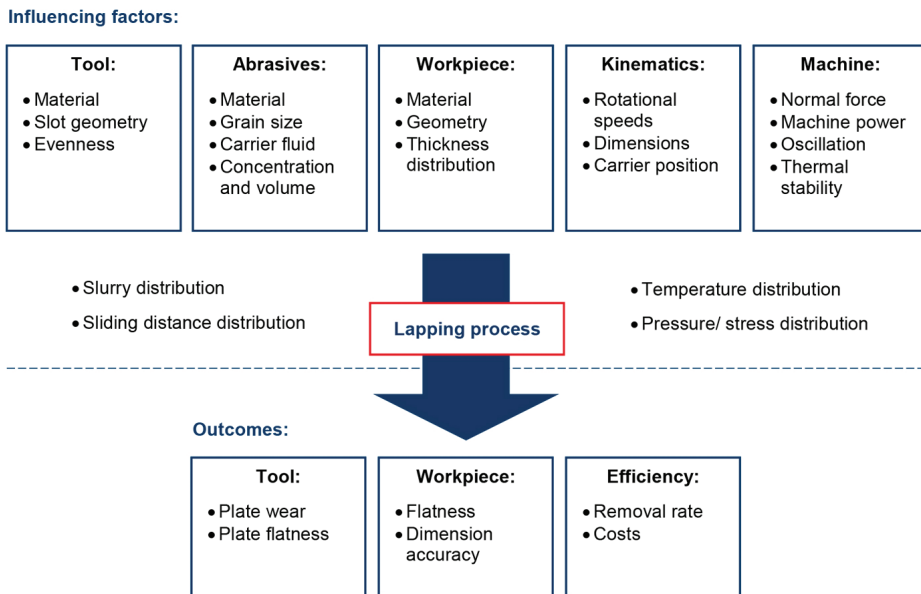 Influencing factors:
Tool:
• Material
• Slot geometry
• Evenness
Abrasives:
• Material
• Grain size
• Carrier fluid
• Concentration
and volume
Workpiece:
• Material
• Geometry
• Thickness
distribution
Kinematics:
• Rotational
speeds
• Dimensions
• Carrier position
Machine:
• Normal force
• Machine power
• Oscillation
• Thermal
stability
• Slurry distribution
• Sliding distance distribution
Lapping process
• Temperature distribution
• Pressure/ stress distribution
Outcomes:
Tool:
• Plate wear
• Plate flatness
Workpiece:
• Flatness
• Dimension
accuracy
Efficiency:
• Removal rate
• Costs